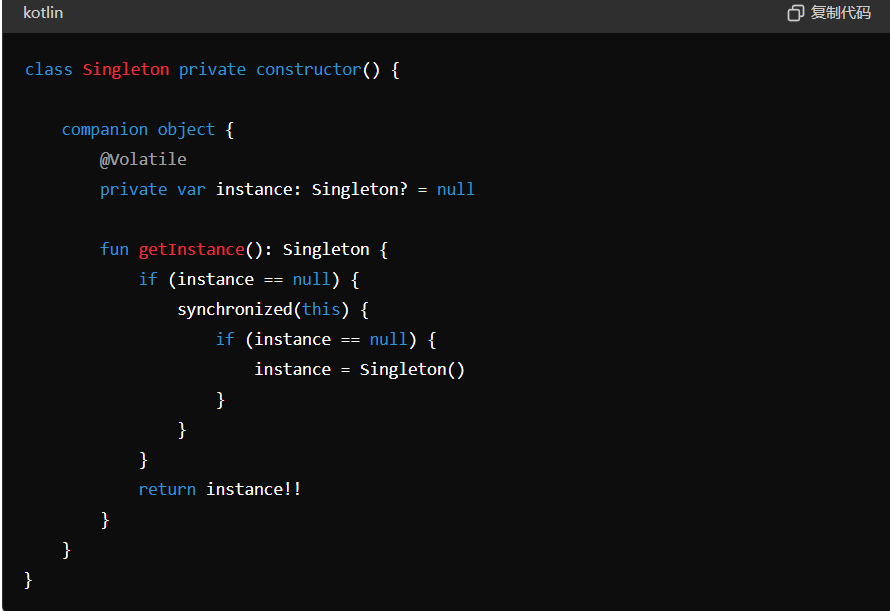 kotlin
复制代码
class Singleton private constructor() {
    companion object {
        @Volatile
        private var instance: Singleton? = null
        fun getInstance(): Singleton {
            if (instance == null) {
                synchronized(this) {
                    if (instance == null) {
                        instance = Singleton()
                    }
                }
            }
            return instance!!
        }
    }
}